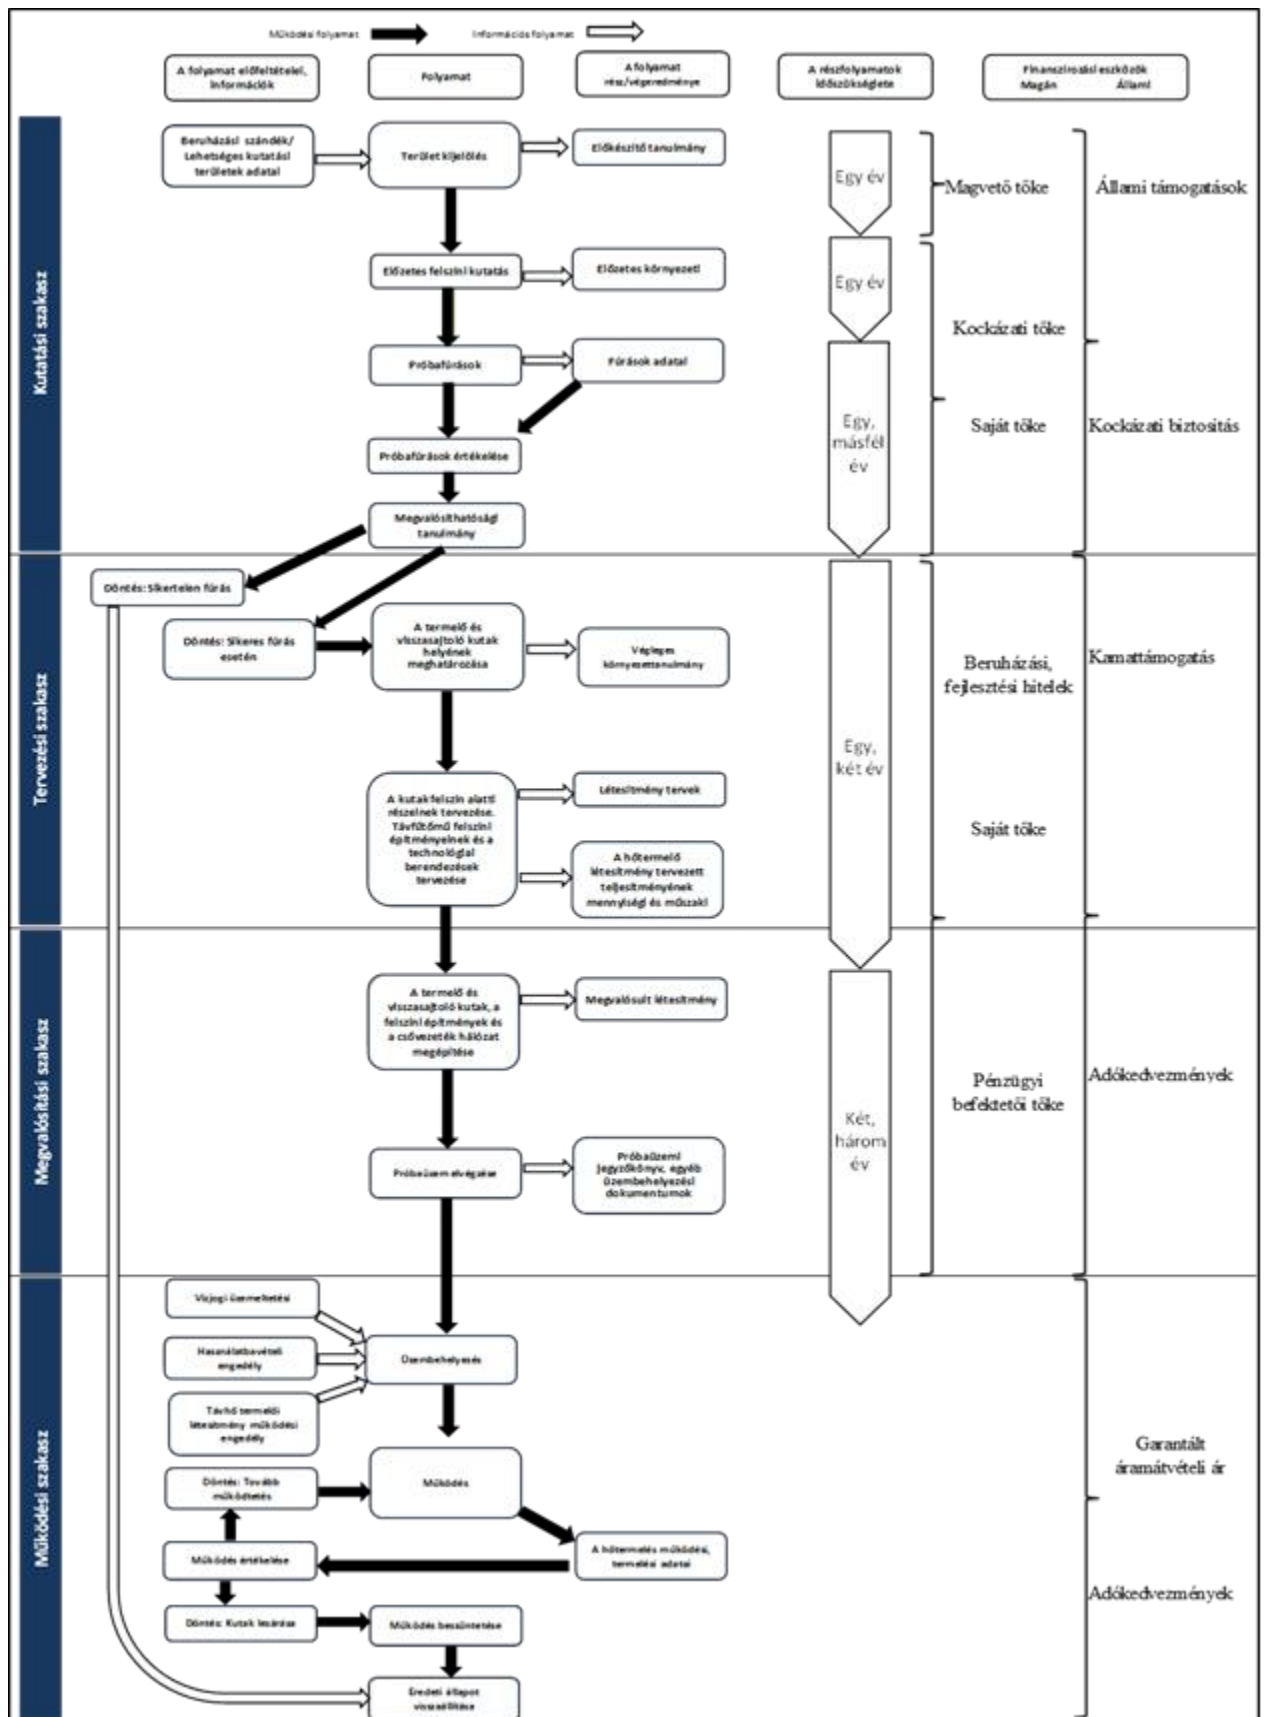 Működési folyamat
Információs folyamat
A folyamat előfeltételei,
információk
Folyamat
A folyamat
rész/végeredménye
A részfolyamatok
időszükséglete
Finanszírozási eszközök
Magán Állami
Kutatási szakasz
Beruházási szándék/
Lehetséges kutatási
területek adatai
Terület kijelölés
Előkészítő tanulmány
Egy év
Magvető tőke
Állami támogatások
Előzetes felszíni kutatás
Előzetes környezeti
Egy év
Kockázati tőke
Próbafúrások
Fúrások adatai
Egy,
másfél
év
Saját tőke
Kockázati biztosítás
Próbafúrások értékelése
Megvalósíthatósági
tanulmány
Tervezési szakasz
Döntés: Sikertelen fúrás
Döntés: Sikeres fúrás
esetén
A termelő és
visszasajtoló kutak
helyének
meghatározása
Végleges
környezettanulmány
Beruházási,
fejlesztési hitelek
Kamattámogatás
Egy,
két év
A kutak felszín alatti
részeinek tervezése.
Távfűtőmű felszíni
építményeinek és a
technológiai
berendezések
tervezése
Létesítmény tervek
Saját tőke
A hőtermelő
létesítmény tervezett
teljesítményének
mennyiségi és műszaki
Megvalósítási szakasz
A termelő és
visszasajtoló kutak, a
felszíni építmények és
a csővezeték hálózat
megépítése
Megvalósult létesítmény
Pénzügyi
befektetői tőke
Adókedvezmények
Két,
három
év
Próbaüzem elvégzése
Próbaüzemi
jegyzőkönyv, egyéb
üzembehelyezési
dokumentumok
Működési szakasz
Vízjogi üzemeltetési
Használatbavételi
engedély
Üzembehelyezés
Távhő termelői
létesítmény működési
engedély
Garantált
áramátvételi ár
Döntés: Tovább
működtetés
Működés
Működés értékelése
A hőtermelés működési,
termelési adatai
Adókedvezmények
Döntés: Kutak lezárása
Működés beszüntetése
Eredeti állapot
visszaállítása